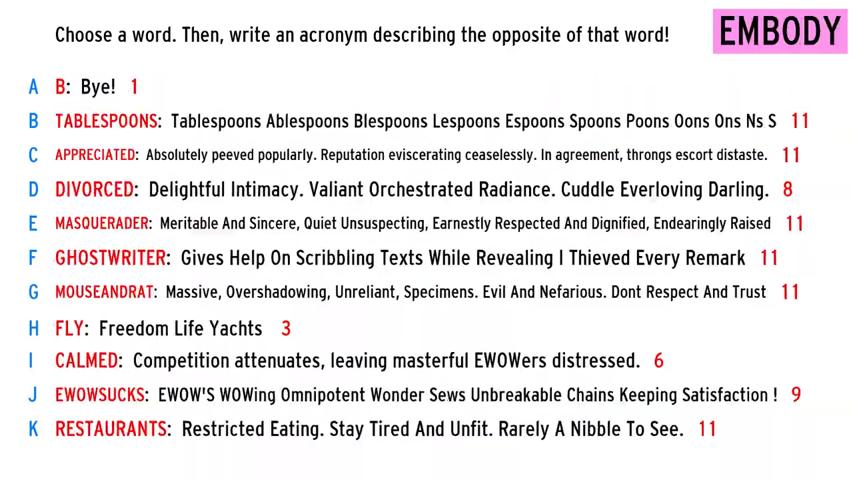 Choose a word. Then, write an acronym describing the opposite of that word!
EMBODY
A B: Bye! 1
B TABLESPOONS: Tablespoons Ablespoons Blespoons Lespoons Espoons Spoons Poons Oons Ons Ns S 11
C APPRECIATED: Absolutely peeved popularly. Reputation eviscerating ceaselessly. In agreement, throngs escort distaste. 11
D DIVORCED: Delightful Intimacy. Valiant Orchestrated Radiance. Cuddle Everloving Darling. 8
E MASQUERADER: Meritable And Sincere, Quiet Unsuspecting, Earnestly Respected And Dignified, Endearingly Raised 11
F GHOSTWRITER: Gives Help On Scribbling Texts While Revealing I Thieved Every Remark 11
G MOUSEANDRAT: Massive, Overshadowing, Unreliant, Specimens. Evil And Nefarious. Dont Respect And Trust 11
H FLY: Freedom Life Yachts 3
I CALMED: Competition attenuates, leaving masterful EWOWers distressed. 6
J EWOWSUCKS: EWOW'S WOWing Omnipotent Wonder Sews Unbreakable Chains Keeping Satisfaction ! 9
K RESTAURANTS: Restricted Eating. Stay Tired And Unfit. Rarely A Nibble To See. 11